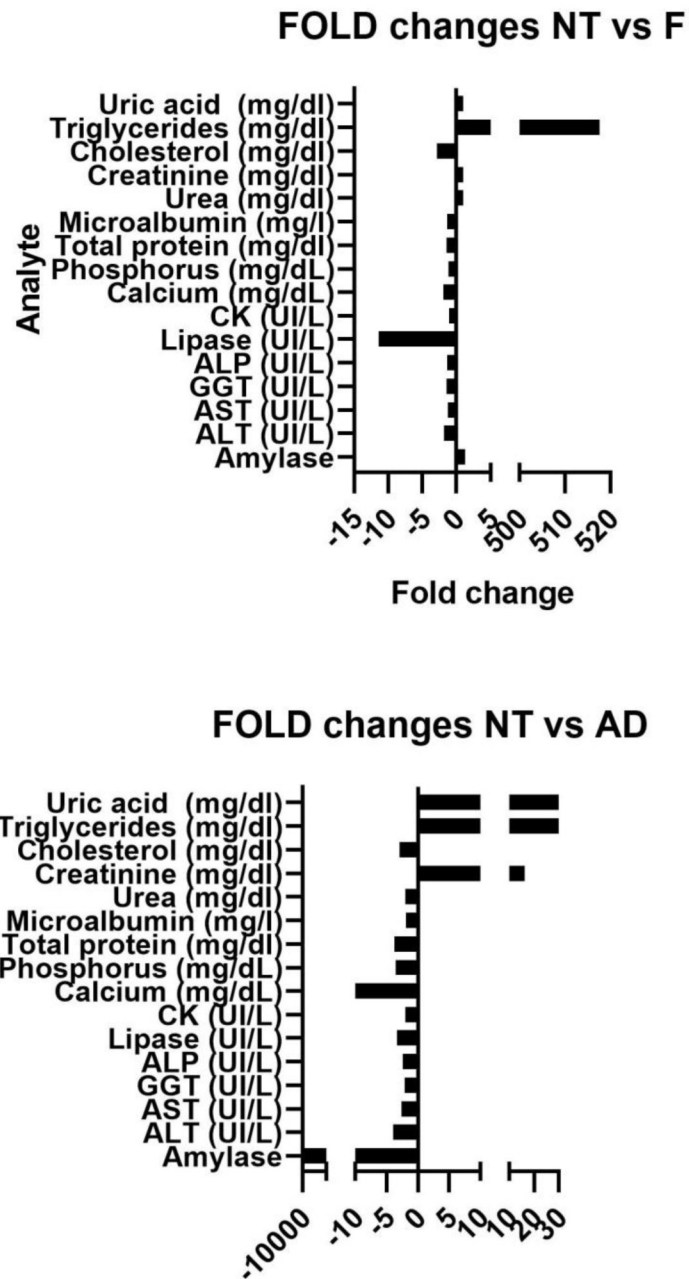 FOLD changes NT vs F
Analyte
Uric acid (mg/dl)
Triglycerides (mg/dl)
Cholesterol (mg/dl)
Creatinine (mg/dl)
Urea (mg/dl)
Microalbumin (mg/l)
Total protein (mg/dl)
Phosphorus (mg/dL)
Calcium (mg/dL)
CK (UI/L)
Lipase (UI/L)
ALP (UI/L)
GGT (UI/L)
AST (UI/L)
ALT (UI/L)
Amylase
-15 -10 -5 0 5 500 510 520
Fold change
FOLD changes NT vs AD
Uric acid (mg/dl)
Triglycerides (mg/dl)
Cholesterol (mg/dl)
Creatinine (mg/dl)
Urea (mg/dl)
Microalbumin (mg/l)
Total protein (mg/dl)
Phosphorus (mg/dL)
Calcium (mg/dL)
CK (UI/L)
Lipase (UI/L)
ALP (UI/L)
GGT (UI/L)
AST (UI/L)
ALT (UI/L)
Amylase
-10000 -10 -5 0 5 10 10 20 30